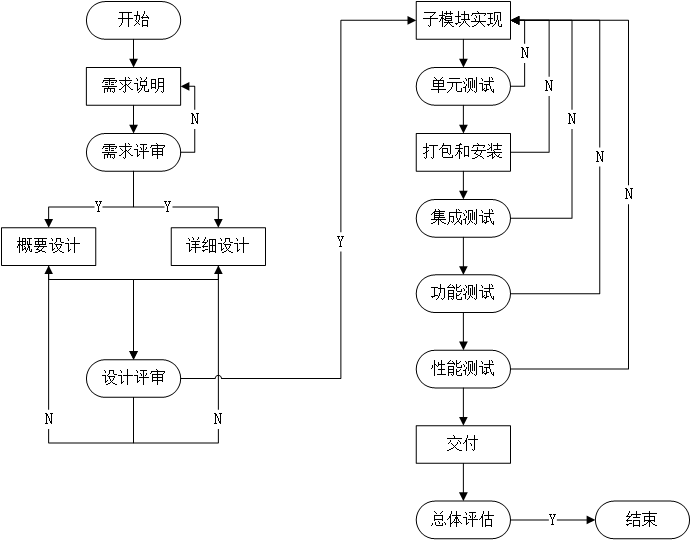 开始
需求说明
N
需求评审
Y
Y
概要设计
详细设计
设计评审
N
N
Y
子模块实现
N
单元测试
N
打包和安装
N
集成测试
N
功能测试
N
性能测试
交付
总体评估
Y
结束